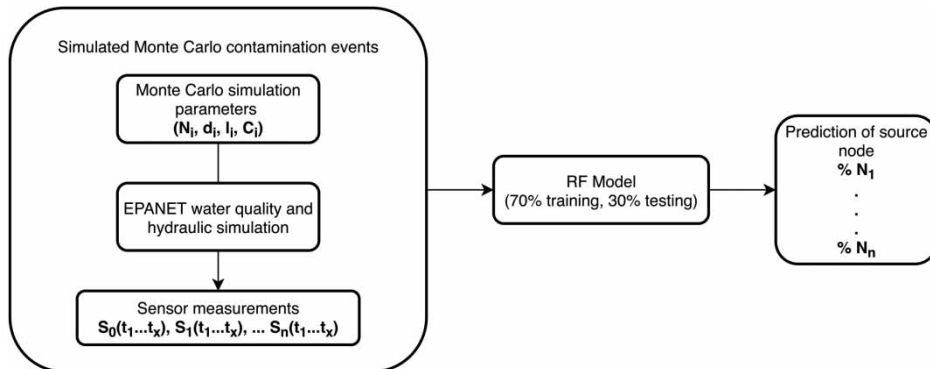 Simulated Monte Carlo contamination events
Monte Carlo simulation
parameters
(Nᵢ, dᵢ, Iᵢ, Cᵢ)
EPANET water quality and
hydraulic simulation
Sensor measurements
S₀(t₁...tₓ), S₁(t₁...tₓ), ... Sₙ(t₁...tₓ)
RF Model
(70% training, 30% testing)
Prediction of source
node
% N₁
.
.
.
% Nₙ